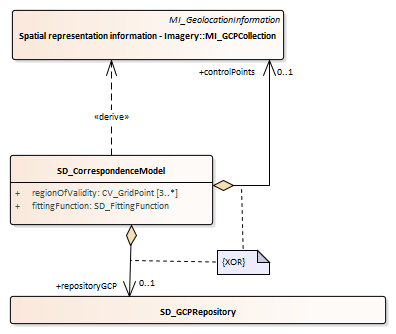 MI_GeolocationInformation
Spatial representation information - Imagery::MI_GCPCollection
+controlPoints
0..1
«derive»
SD_CorrespondenceModel
+ regionOfValidity: CV_GridPoint [3..*]
+ fittingFunction: SD_FittingFunction
{XOR}
+repositoryGCP
0..1
SD_GCPRepository